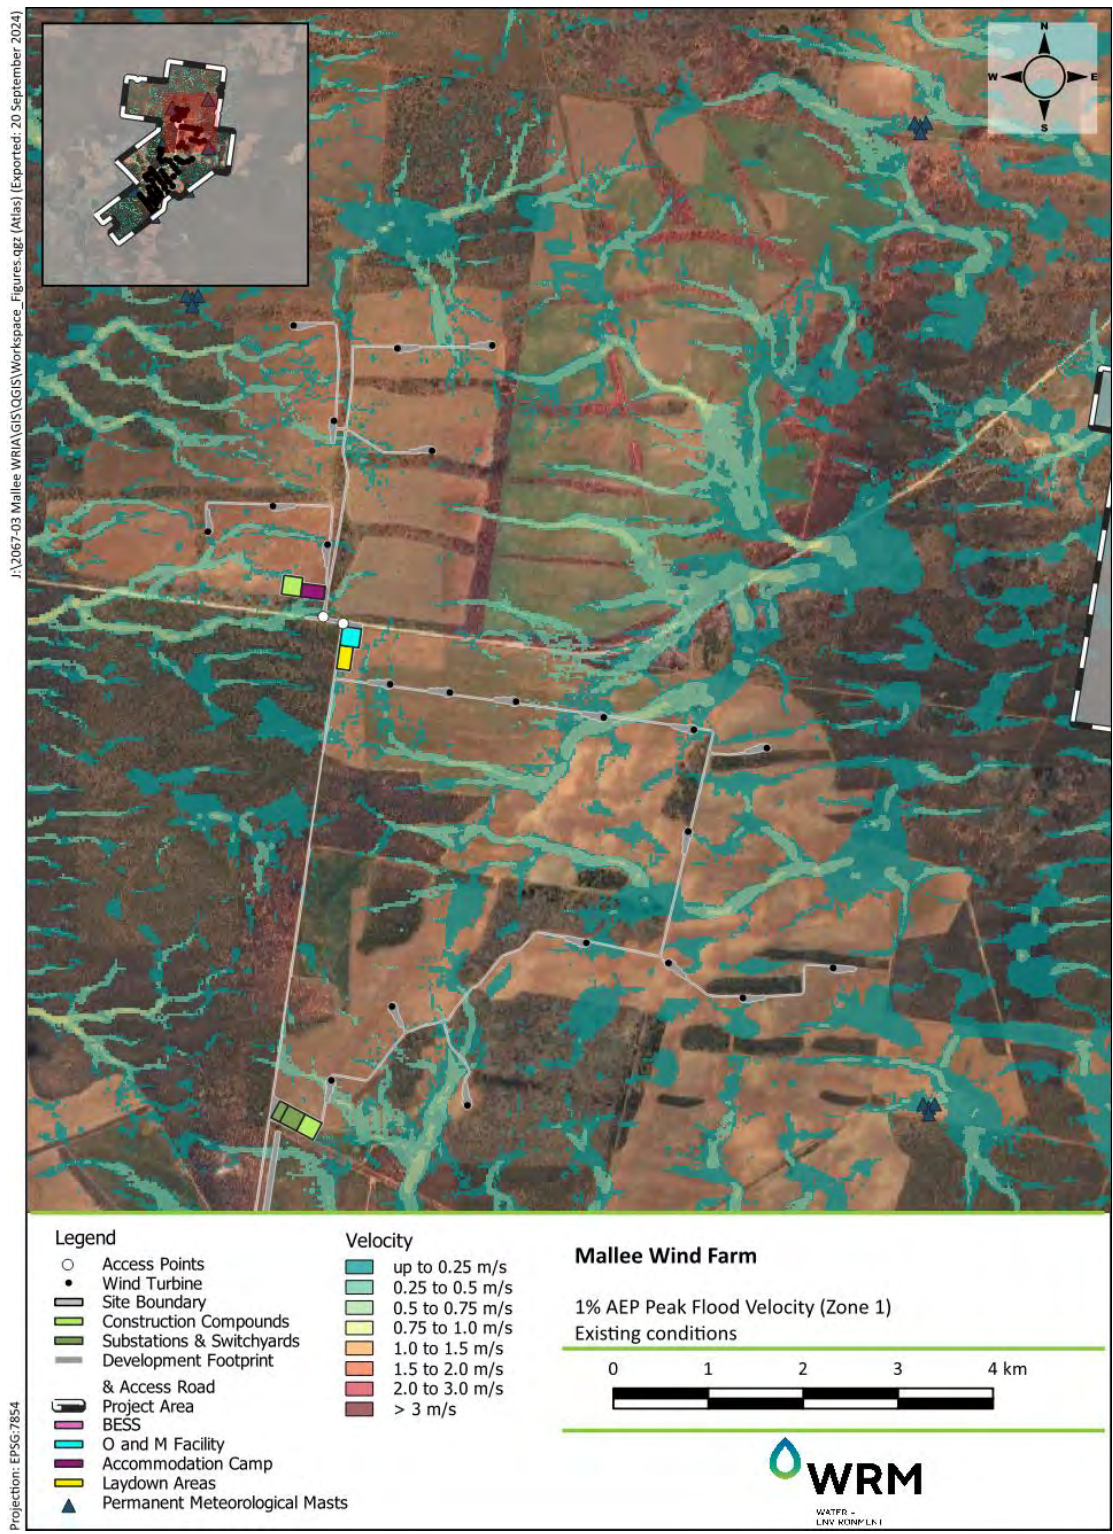 J:\2067-03 Mallee WRIA\GIS\QGIS\Workspace_Figures.qgz (Atlas) (Exported: 20 September 2024)
N
W
E
S
Legend
Access Points
Wind Turbine
Site Boundary
Construction Compounds
Substations & Switchyards
Development Footprint
& Access Road
Project Area
BESS
O and M Facility
Accommodation Camp
Laydown Areas
Permanent Meteorological Masts
Velocity
up to 0.25 m/s
0.25 to 0.5 m/s
0.5 to 0.75 m/s
0.75 to 1.0 m/s
1.0 to 1.5 m/s
1.5 to 2.0 m/s
2.0 to 3.0 m/s
> 3 m/s
Mallee Wind Farm
1% AEP Peak Flood Velocity (Zone 1)
Existing conditions
0 1 2 3 4 km
WRM
WATER +
ENVIRONMENT
Projection: EPSG:7854